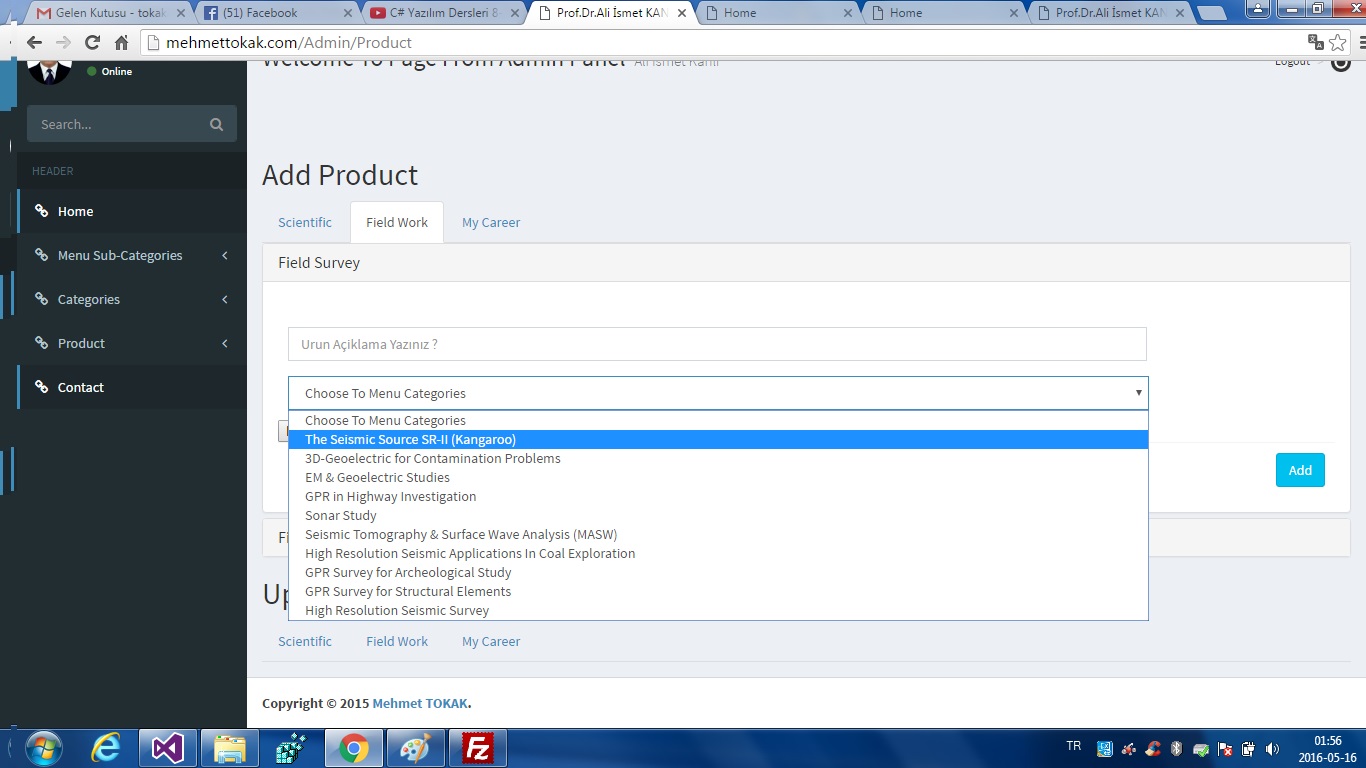 Gelen Kutusu - tokak
(51) Facebook
C# Yazılım Dersleri 8-
Prof.Dr.Ali İsmet KAN
Home
Home
Prof.Dr.Ali İsmet KAN
mehmettokak.com/Admin/Product
Online
Welcome To Page From Admin Panel Ali Ismet Kanlı
Logout >
Search...
HEADER
Home
Menu Sub-Categories
Categories
Product
Contact
Add Product
Scientific
Field Work
My Career
Field Survey
Urun Açiklama Yazınız ?
Choose To Menu Categories
Choose To Menu Categories
The Seismic Source SR-II (Kangaroo)
3D-Geoelectric for Contamination Problems
EM & Geoelectric Studies
GPR in Highway Investigation
Sonar Study
Seismic Tomography & Surface Wave Analysis (MASW)
High Resolution Seismic Applications In Coal Exploration
GPR Survey for Archeological Study
GPR Survey for Structural Elements
High Resolution Seismic Survey
Add
Scientific
Field Work
My Career
Copyright © 2015 Mehmet TOKAK.
TR
01:56
2016-05-16